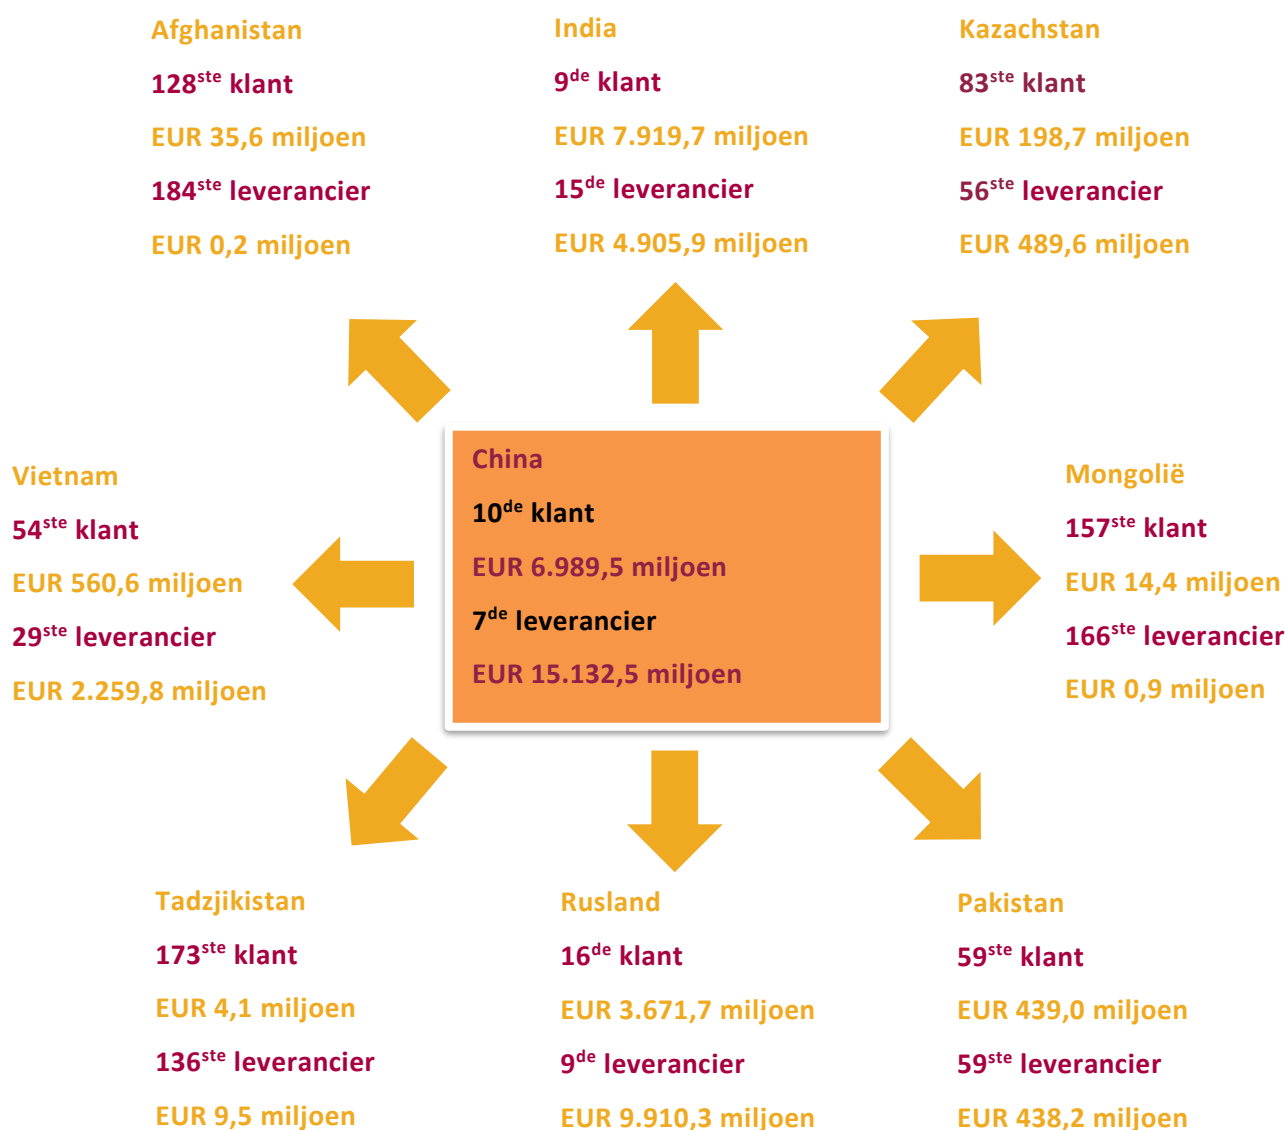 Afghanistan
128ste klant
EUR 35,6 miljoen
184ste leverancier
EUR 0,2 miljoen
India
9de klant
EUR 7.919,7 miljoen
15de leverancier
EUR 4.905,9 miljoen
Kazachstan
83ste klant
EUR 198,7 miljoen
56ste leverancier
EUR 489,6 miljoen
Vietnam
54ste klant
EUR 560,6 miljoen
29ste leverancier
EUR 2.259,8 miljoen
China
10de klant
EUR 6.989,5 miljoen
7de leverancier
EUR 15.132,5 miljoen
Mongolië
157ste klant
EUR 14,4 miljoen
166ste leverancier
EUR 0,9 miljoen
Tadzjikistan
173ste klant
EUR 4,1 miljoen
136ste leverancier
EUR 9,5 miljoen
Rusland
16de klant
EUR 3.671,7 miljoen
9de leverancier
EUR 9.910,3 miljoen
Pakistan
59ste klant
EUR 439,0 miljoen
59ste leverancier
EUR 438,2 miljoen